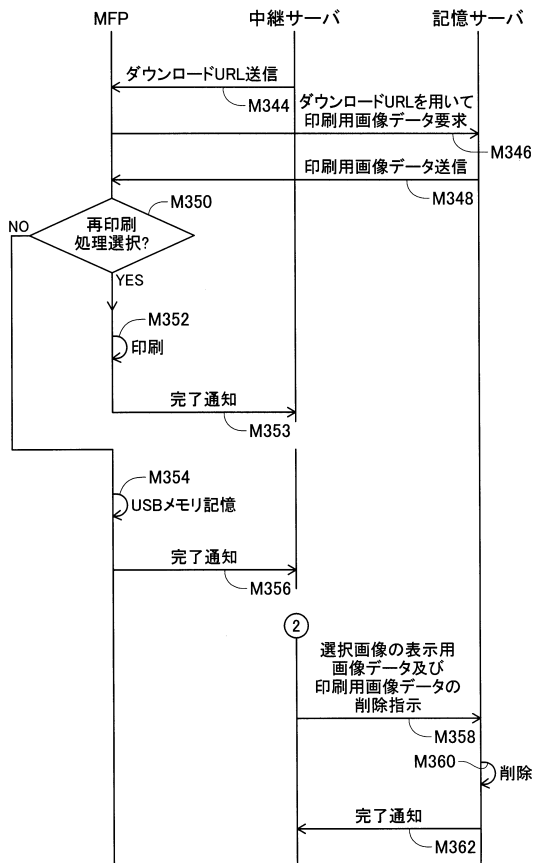 MFP
中継サーバ
記憶サーバ
ダウンロードURL送信
M344
ダウンロードURLを用いて
印刷用画像データ要求
M346
印刷用画像データ送信
M348
M350
NO
再印刷
処理選択?
YES
M352
印刷
完了通知
M353
M354
USBメモリ記憶
完了通知
M356
2
選択画像の表示用
画像データ及び
印刷用画像データの
削除指示
M358
M360
削除
完了通知
M362